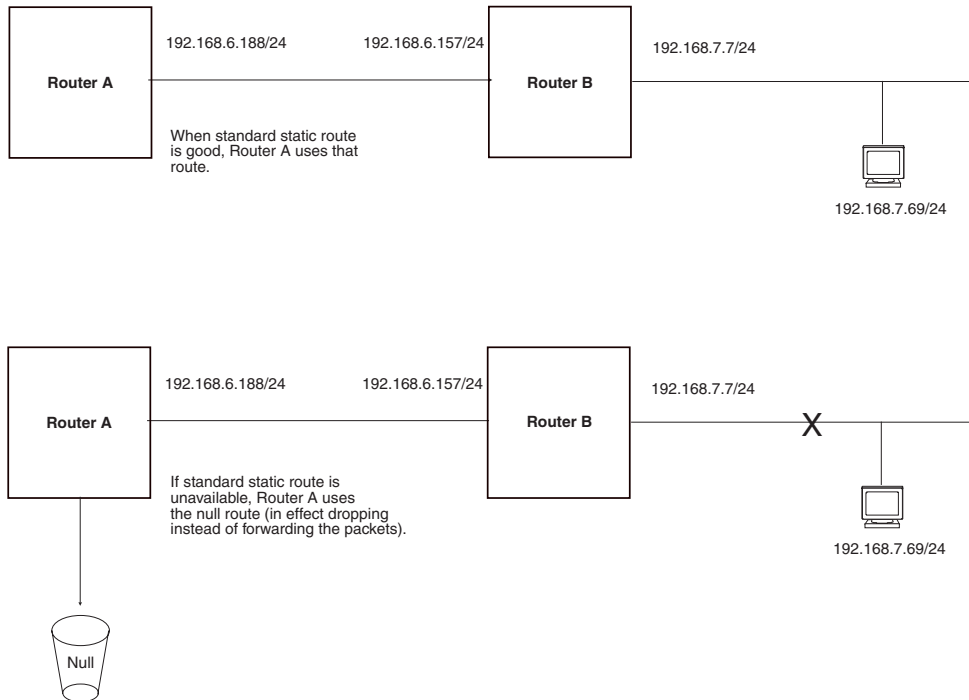 192.168.6.188/24
192.168.6.157/24
192.168.7.7/24
Router A
Router B
When standard static route
is good, Router A uses that
route.
192.168.7.69/24
192.168.6.188/24
192.168.6.157/24
192.168.7.7/24
Router A
Router B
X
If standard static route is
unavailable, Router A uses
the null route (in effect dropping
instead of forwarding the packets).
192.168.7.69/24
Null